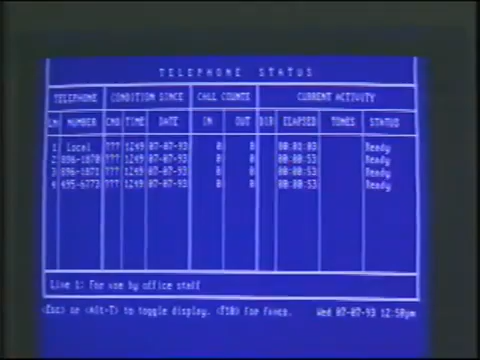 TELEPHONE STATUS
TELEPHONE CONDITION SINCE CALL COUNTS CURRENT ACTIVITY
LN NUMBER CND TIME DATE IN OUT DIR ELAPSED TONES STATUS
1 local ??? 1249 07-07-93 0 0 00:01:03 Ready
2 896-1870 ??? 1249 07-07-93 0 0 00:00:53 Ready
3 896-1871 ??? 1249 07-07-93 0 0 00:00:53 Ready
4 495-6773 ??? 1249 07-07-93 0 0 00:00:53 Ready
Line 1: For use by office staff
<Esc> or <Alt-T> to toggle display. <F10> for funcs. Wed 07-07-93 12:50pm